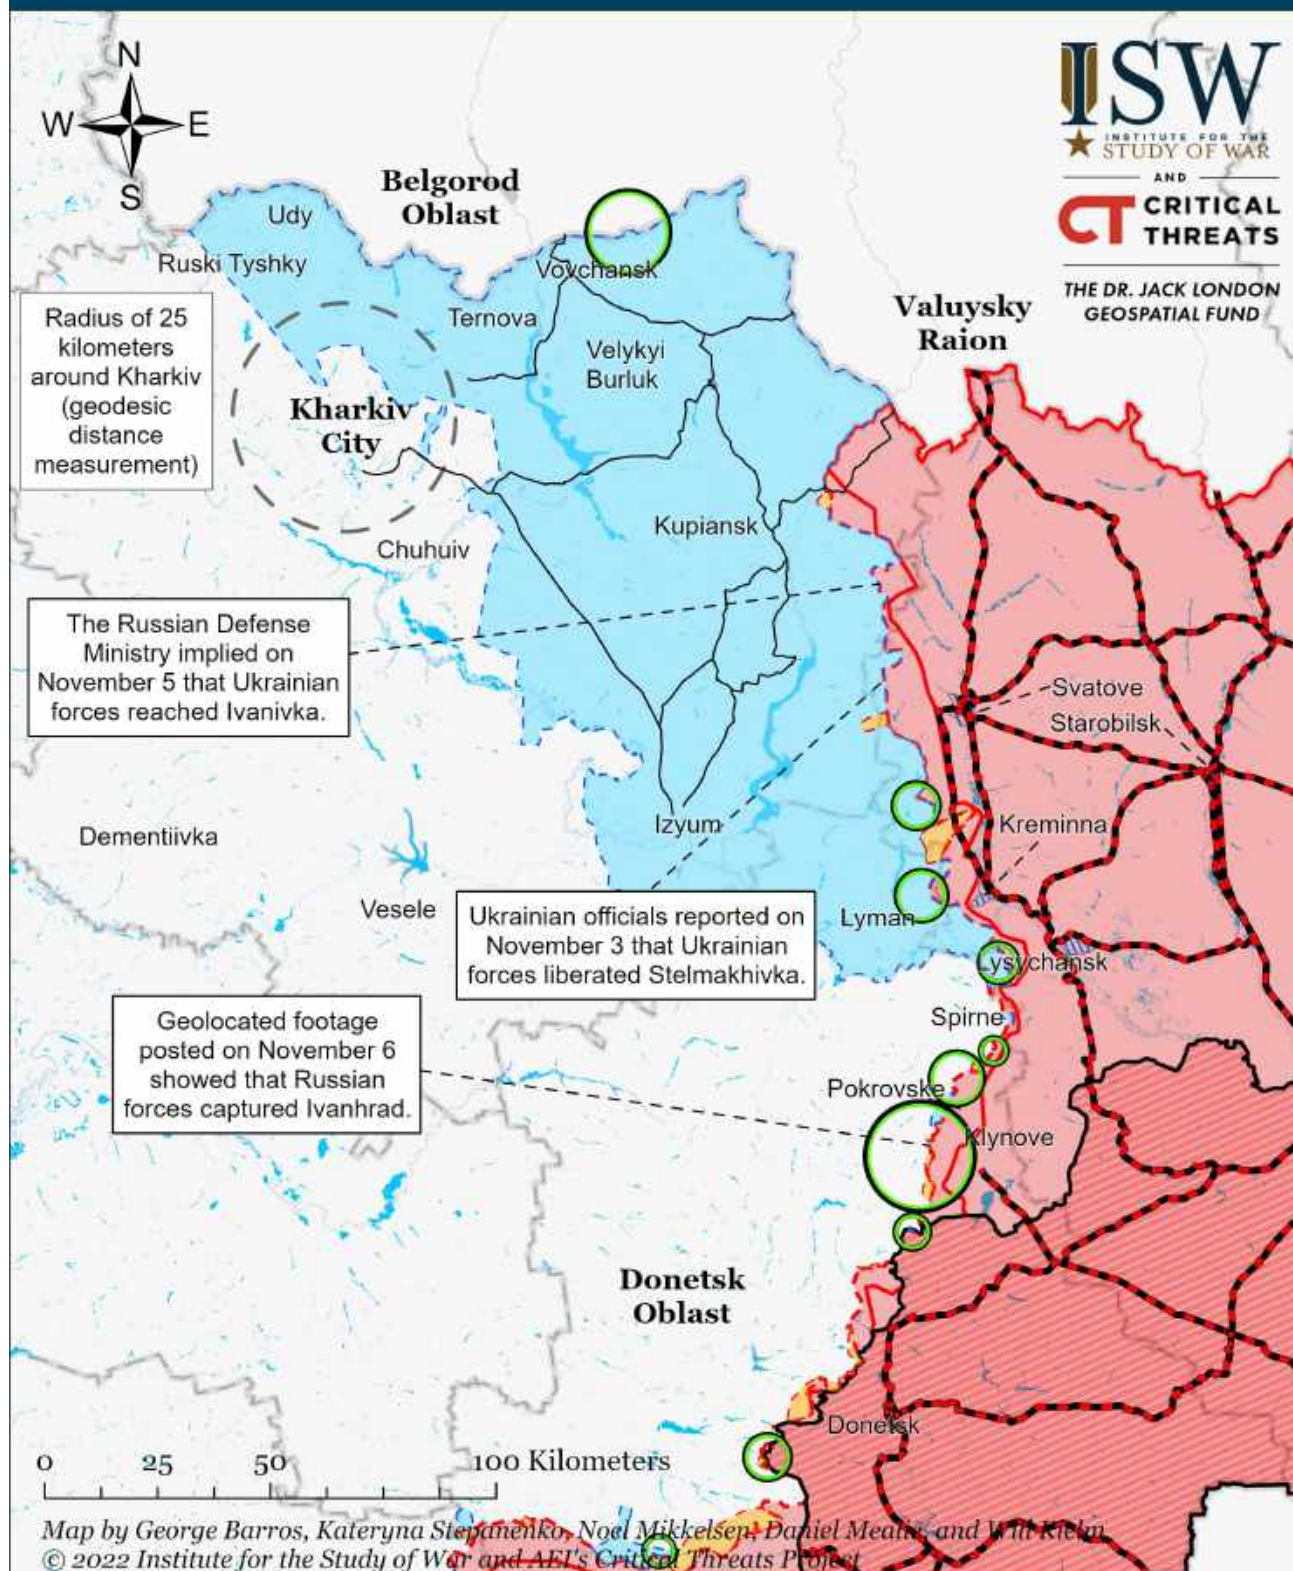 N
W E
S
ISW
INSTITUTE FOR THE
STUDY OF WAR
AND
CT CRITICAL
THREATS
THE DR. JACK LONDON
GEOSPATIAL FUND
Belgorod
Oblast
Udy
Ruski Tyshky
Vovchansk
Ternova
Velykyi
Burluk
Valuysky
Raion
Radius of 25
kilometers
around Kharkiv
(geodesic
distance
measurement)
Kharkiv
City
Kupiansk
Chuhuiv
The Russian Defense
Ministry implied on
November 5 that Ukrainian
forces reached Ivanivka.
Svatove
Starobilsk
Izyum
Kreminna
Dementiivka
Vesele
Lyman
Ukrainian officials reported on
November 3 that Ukrainian
forces liberated Stelmakhivka.
Lysychansk
Spirne
Geolocated footage
posted on November 6
showed that Russian
forces captured Ivanhrad.
Pokrovske
Klynove
Donetsk
Oblast
Donetsk
0 25 50 100 Kilometers
Map by George Barros, Kateryna Stepanenko, Noel Mikkelsen, Daniel Mealie, and Will Kielm
© 2022 Institute for the Study of War and AEI's Critical Threats Project